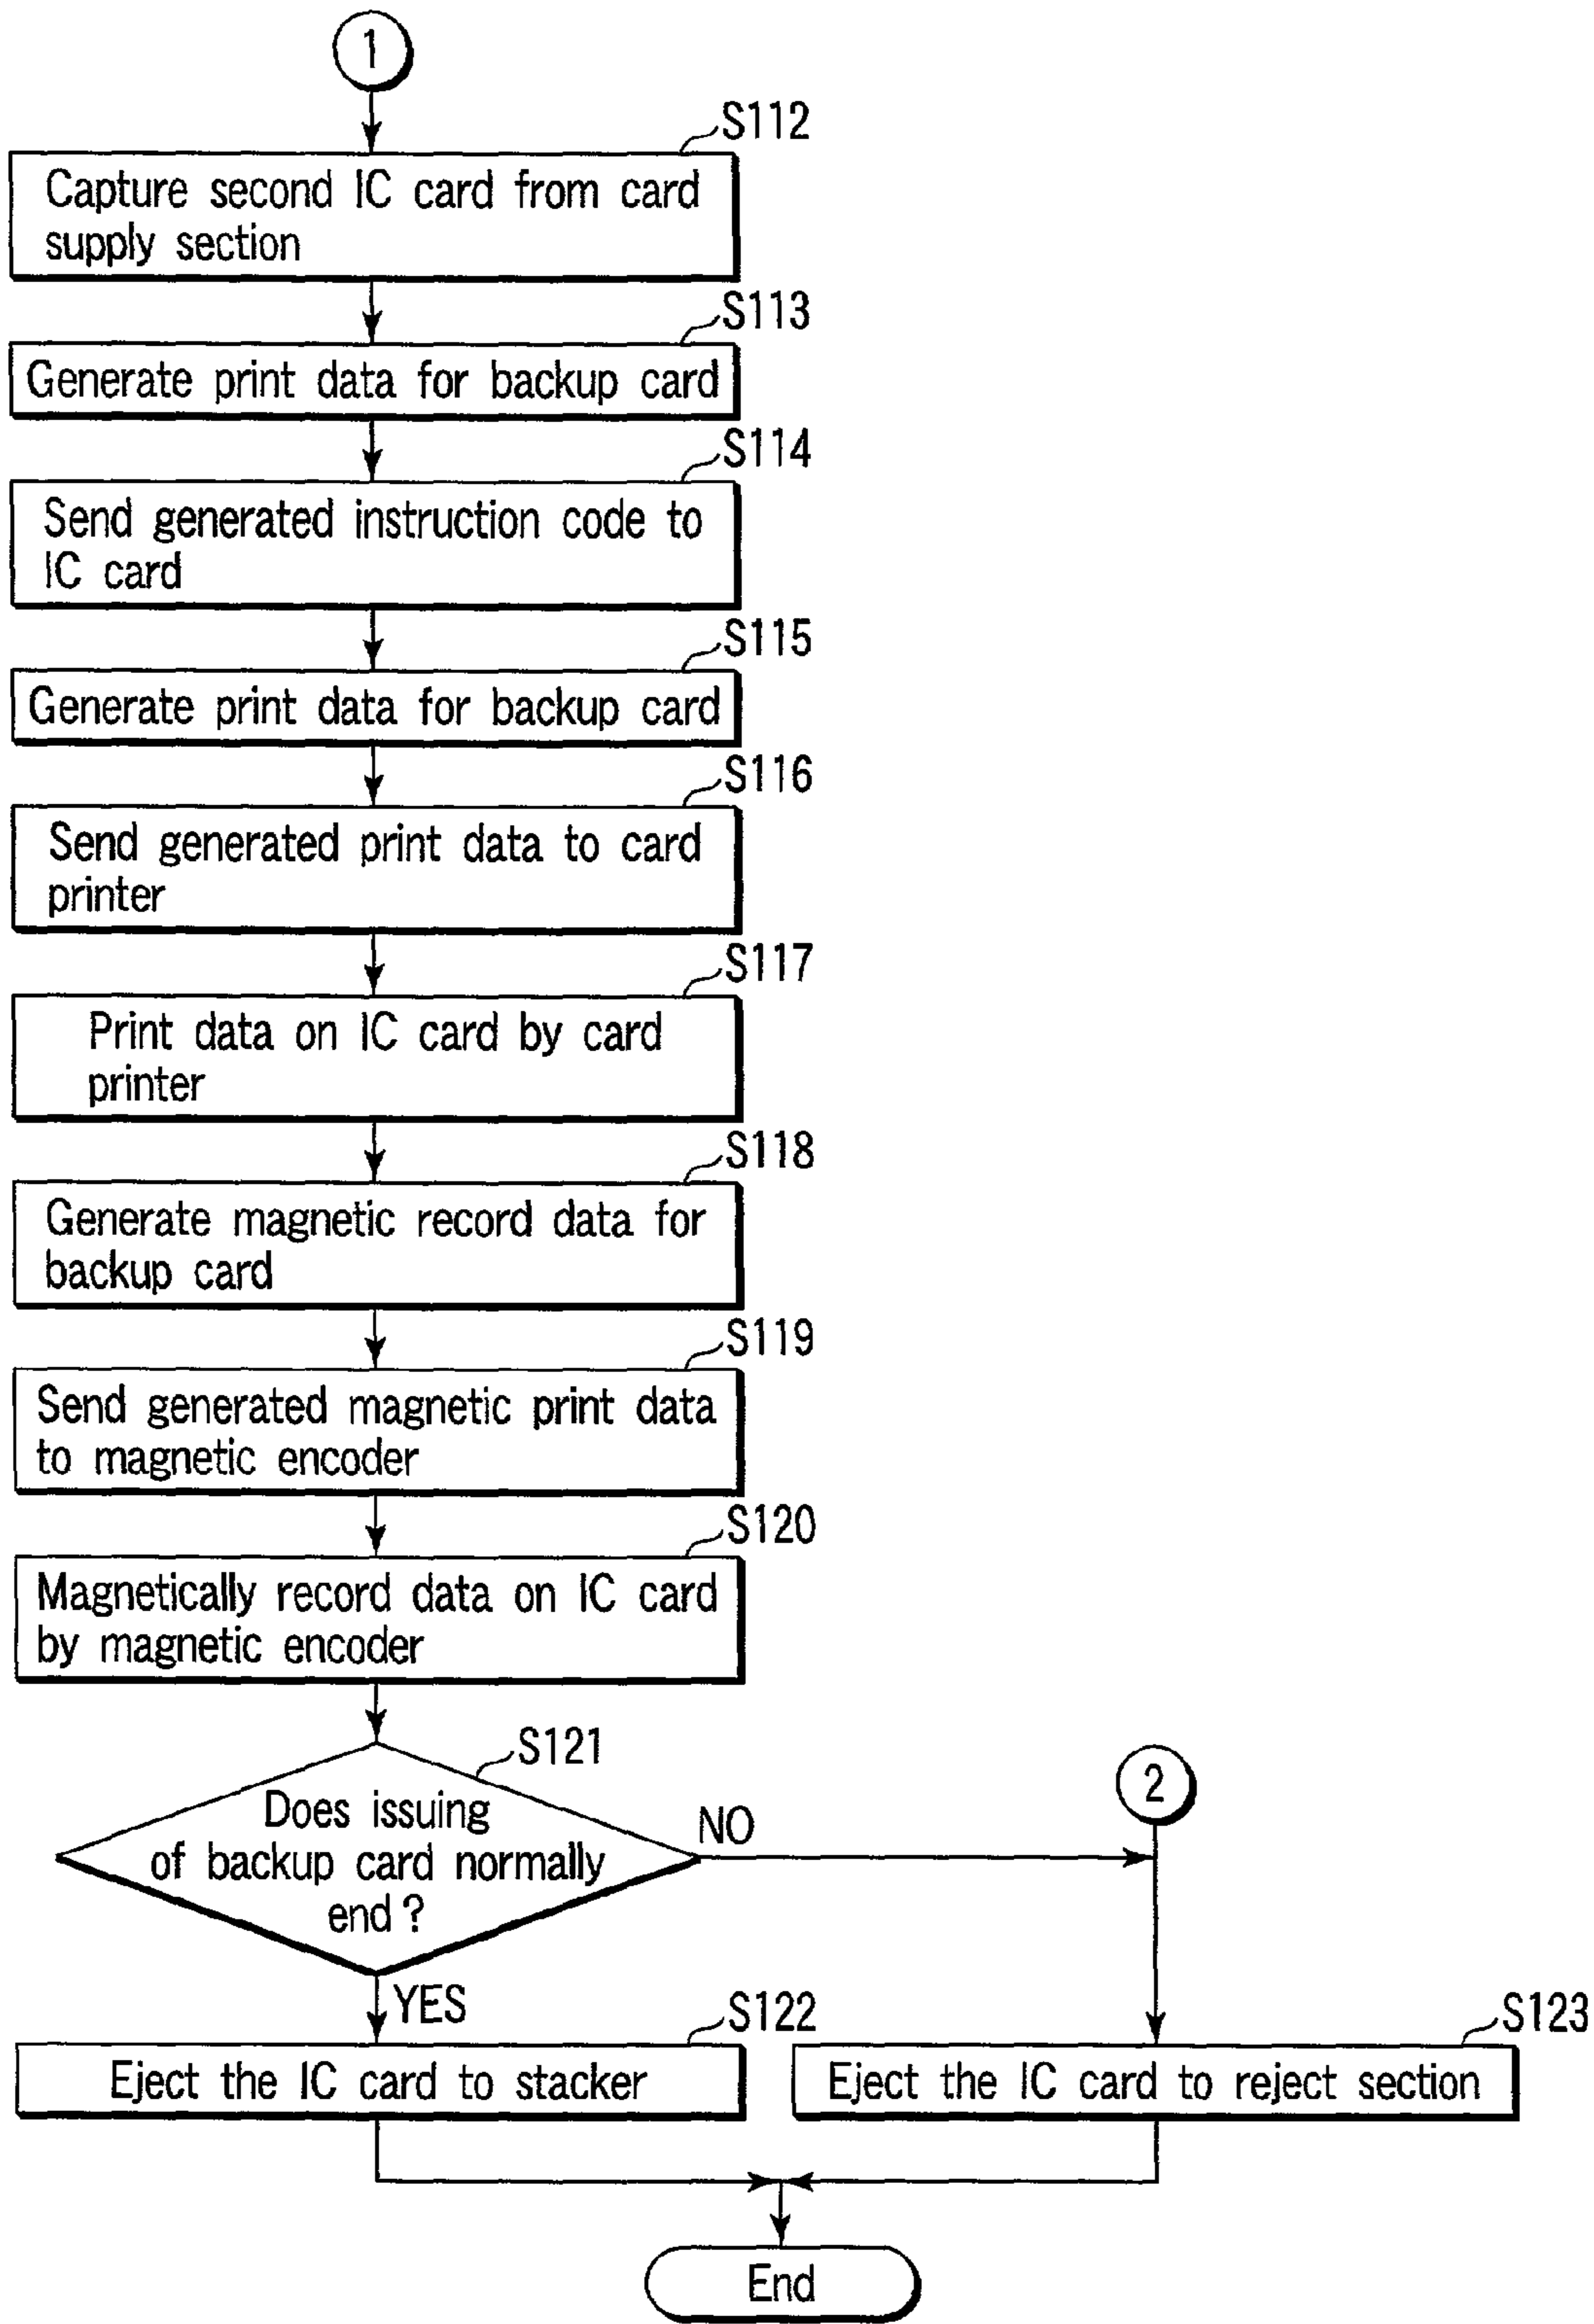 1
S112
Capture second IC card from card
supply section
S113
Generate print data for backup card
S114
Send generated instruction code to
IC card
S115
Generate print data for backup card
S116
Send generated print data to card
printer
S117
Print data on IC card by card
printer
S118
Generate magnetic record data for
backup card
S119
Send generated magnetic print data
to magnetic encoder
S120
Magnetically record data on IC card
by magnetic encoder
S121
Does issuing
of backup card normally
end?
NO
2
YES
S122
Eject the IC card to stacker
S123
Eject the IC card to reject section
End